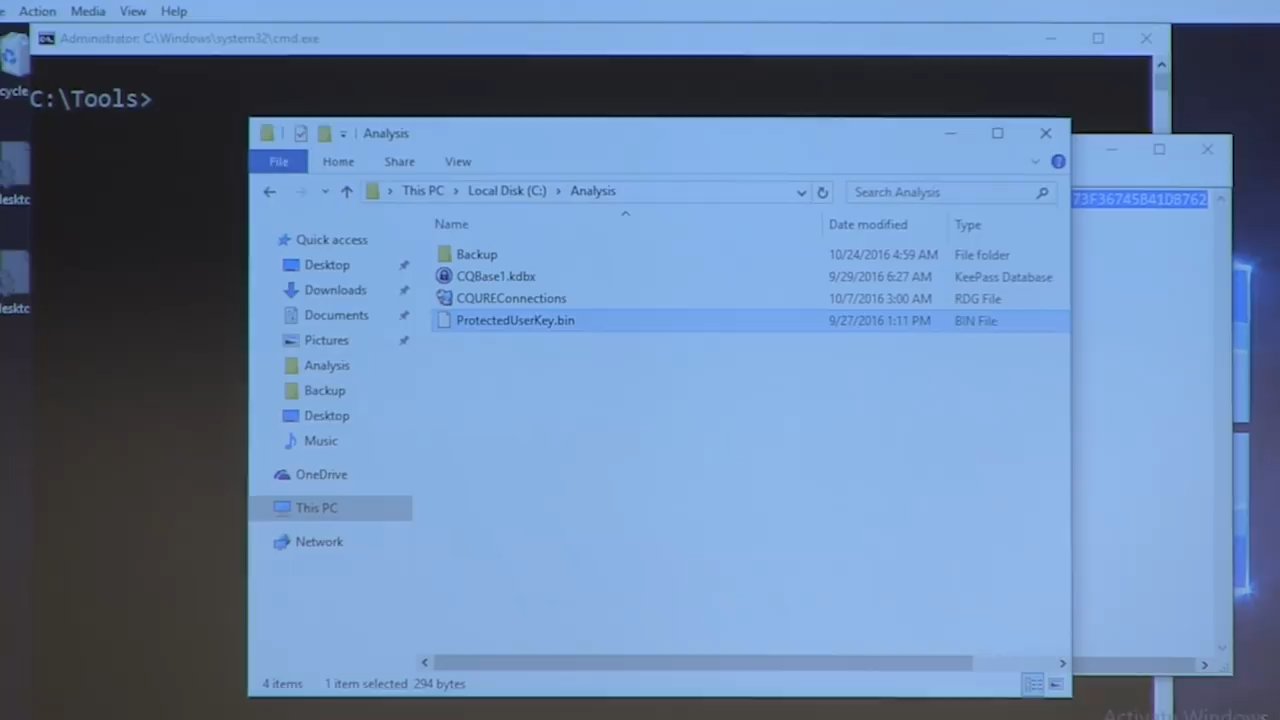 Action Media View Help
Administrator: C:\Windows\system32\cmd.exe
C:\Tools>
Analysis
File Home Share View
This PC > Local Disk (C:) > Analysis
Search Analysis
73F36745B41DB762
Name Date modified Type
Quick access
Desktop
Downloads
Documents
Pictures
Analysis
Backup
Desktop
Music
OneDrive
This PC
Network
Backup 10/24/2016 4:59 AM File folder
CQBase1.kdbx 9/29/2016 6:27 AM KeePass Database
CQUREConnections 10/7/2016 3:00 AM RDG File
ProtectedUserKey.bin 9/27/2016 1:11 PM BIN File
4 items 1 item selected 294 bytes
Activate Windows